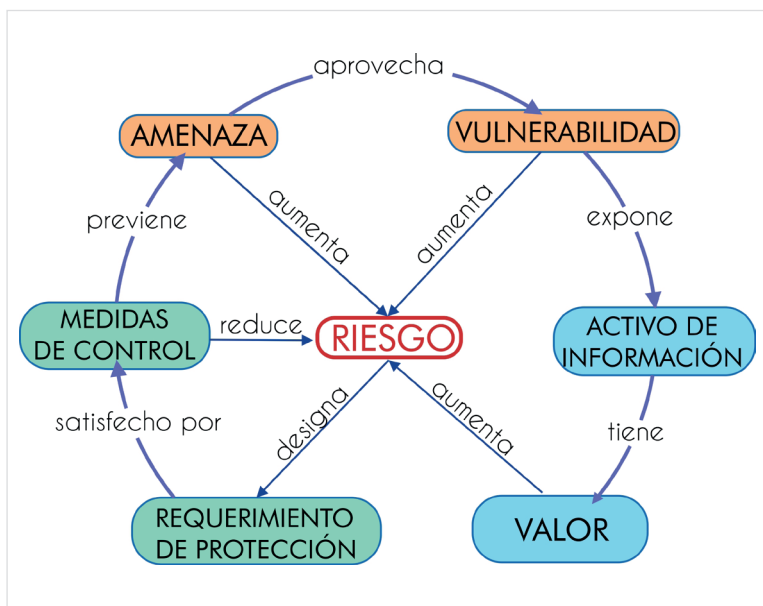 aprovecha
AMENAZA
VULNERABILIDAD
aumenta
aumenta
previene
expone
MEDIDAS
DE CONTROL
reduce
RIESGO
ACTIVO DE
INFORMACIÓN
satisfecho por
designa
aumenta
tiene
REQUERIMIENTO
DE PROTECCIÓN
VALOR